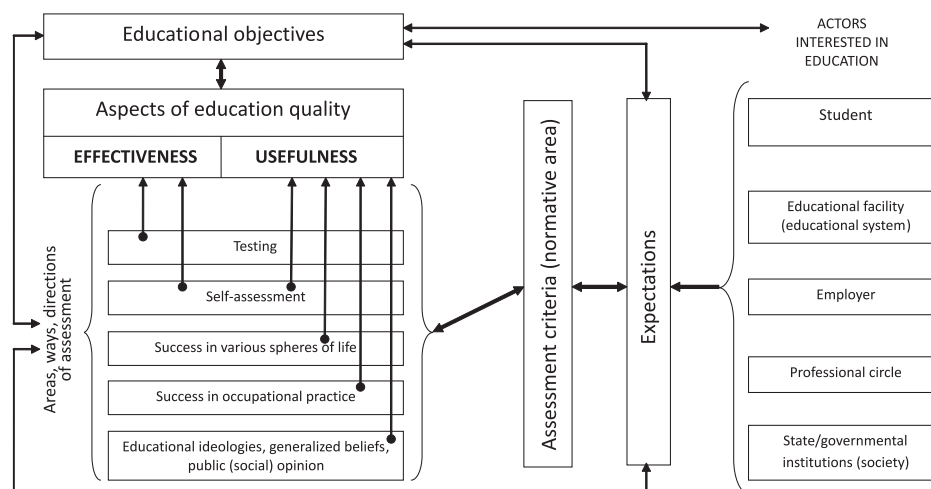 Educational objectives
ACTORS
INTERESTED IN
EDUCATION
Aspects of education quality
EFFECTIVENESS
USEFULNESS
Areas, ways, directions
of assessment
Testing
Self-assessment
Success in various spheres of life
Success in occupational practice
Educational ideologies, generalized beliefs,
public (social) opinion
Assessment criteria (normative area)
Expectations
Student
Educational facility
(educational system)
Employer
Professional circle
State/governmental
institutions (society)